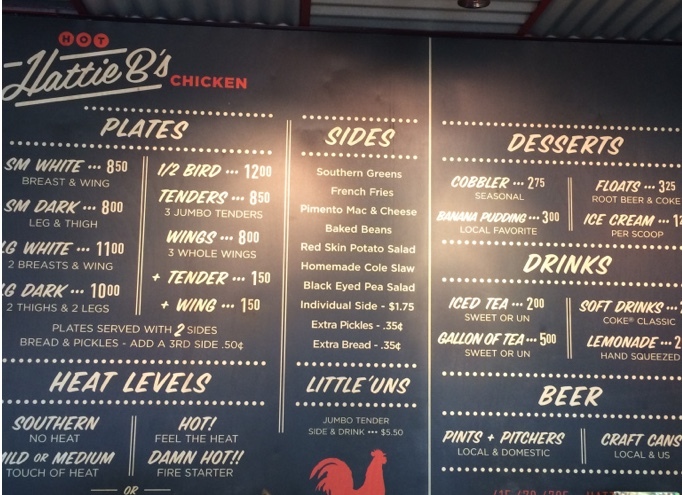 HOT
Hattie B's CHICKEN
PLATES
SM WHITE ••• 8⁵⁰
BREAST & WING
SM DARK ••• 8⁰⁰
LEG & THIGH
LG WHITE ••• 11⁰⁰
2 BREASTS & WING
LG DARK ••• 10⁰⁰
2 THIGHS & 2 LEGS
1/2 BIRD ••• 12⁰⁰
TENDERS ••• 8⁵⁰
3 JUMBO TENDERS
WINGS ••• 8⁰⁰
3 WHOLE WINGS
+ TENDER ••• 1⁵⁰
+ WING ••• 1⁵⁰
PLATES SERVED WITH 2 SIDES
BREAD & PICKLES - ADD A 3RD SIDE .50¢
HEAT LEVELS
SOUTHERN
NO HEAT
MILD OR MEDIUM
TOUCH OF HEAT
HOT!
FEEL THE HEAT
DAMN HOT!!
FIRE STARTER
OR
SIDES
Southern Greens
French Fries
Pimento Mac & Cheese
Baked Beans
Red Skin Potato Salad
Homemade Cole Slaw
Black Eyed Pea Salad
Individual Side - $1.75
Extra Pickles - .35¢
Extra Bread - .35¢
LITTLE 'UNS
JUMBO TENDER
SIDE & DRINK ••• $5.50
DESSERTS
COBBLER ••• 2⁷⁵
SEASONAL
BANANA PUDDING ••• 3⁰⁰
LOCAL FAVORITE
FLOATS ••• 3²⁵
ROOT BEER & COKE
ICE CREAM •••
PER SCOOP
DRINKS
ICED TEA ••• 2⁰⁰
SWEET OR UN
GALLON OF TEA ••• 5⁰⁰
SWEET OR UN
SOFT DRINKS •••
COKE® CLASSIC
LEMONADE •••
HAND SQUEEZED
BEER
PINTS + PITCHERS
LOCAL & DOMESTIC
CRAFT CANS
LOCAL & US